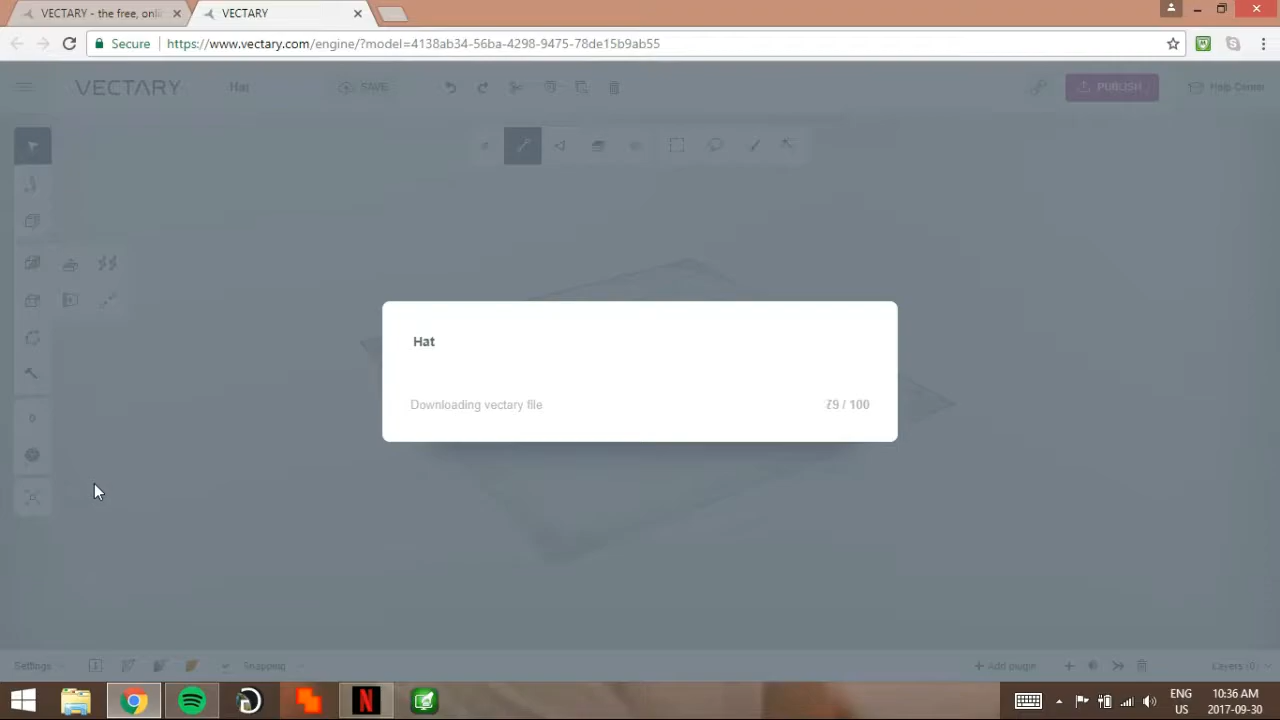 VECTARY - the free, onli
VECTARY
Secure
https://www.vectary.com/engine/?model=4138ab34-56ba-4298-9475-78de15b9ab55
VECTARY
Hat
SAVE
PUBLISH
Help Center
Hat
Downloading vectary file
79 / 100
Settings
Snapping
Add plugin
Layers (0)
ENG
US
10:36 AM
2017-09-30